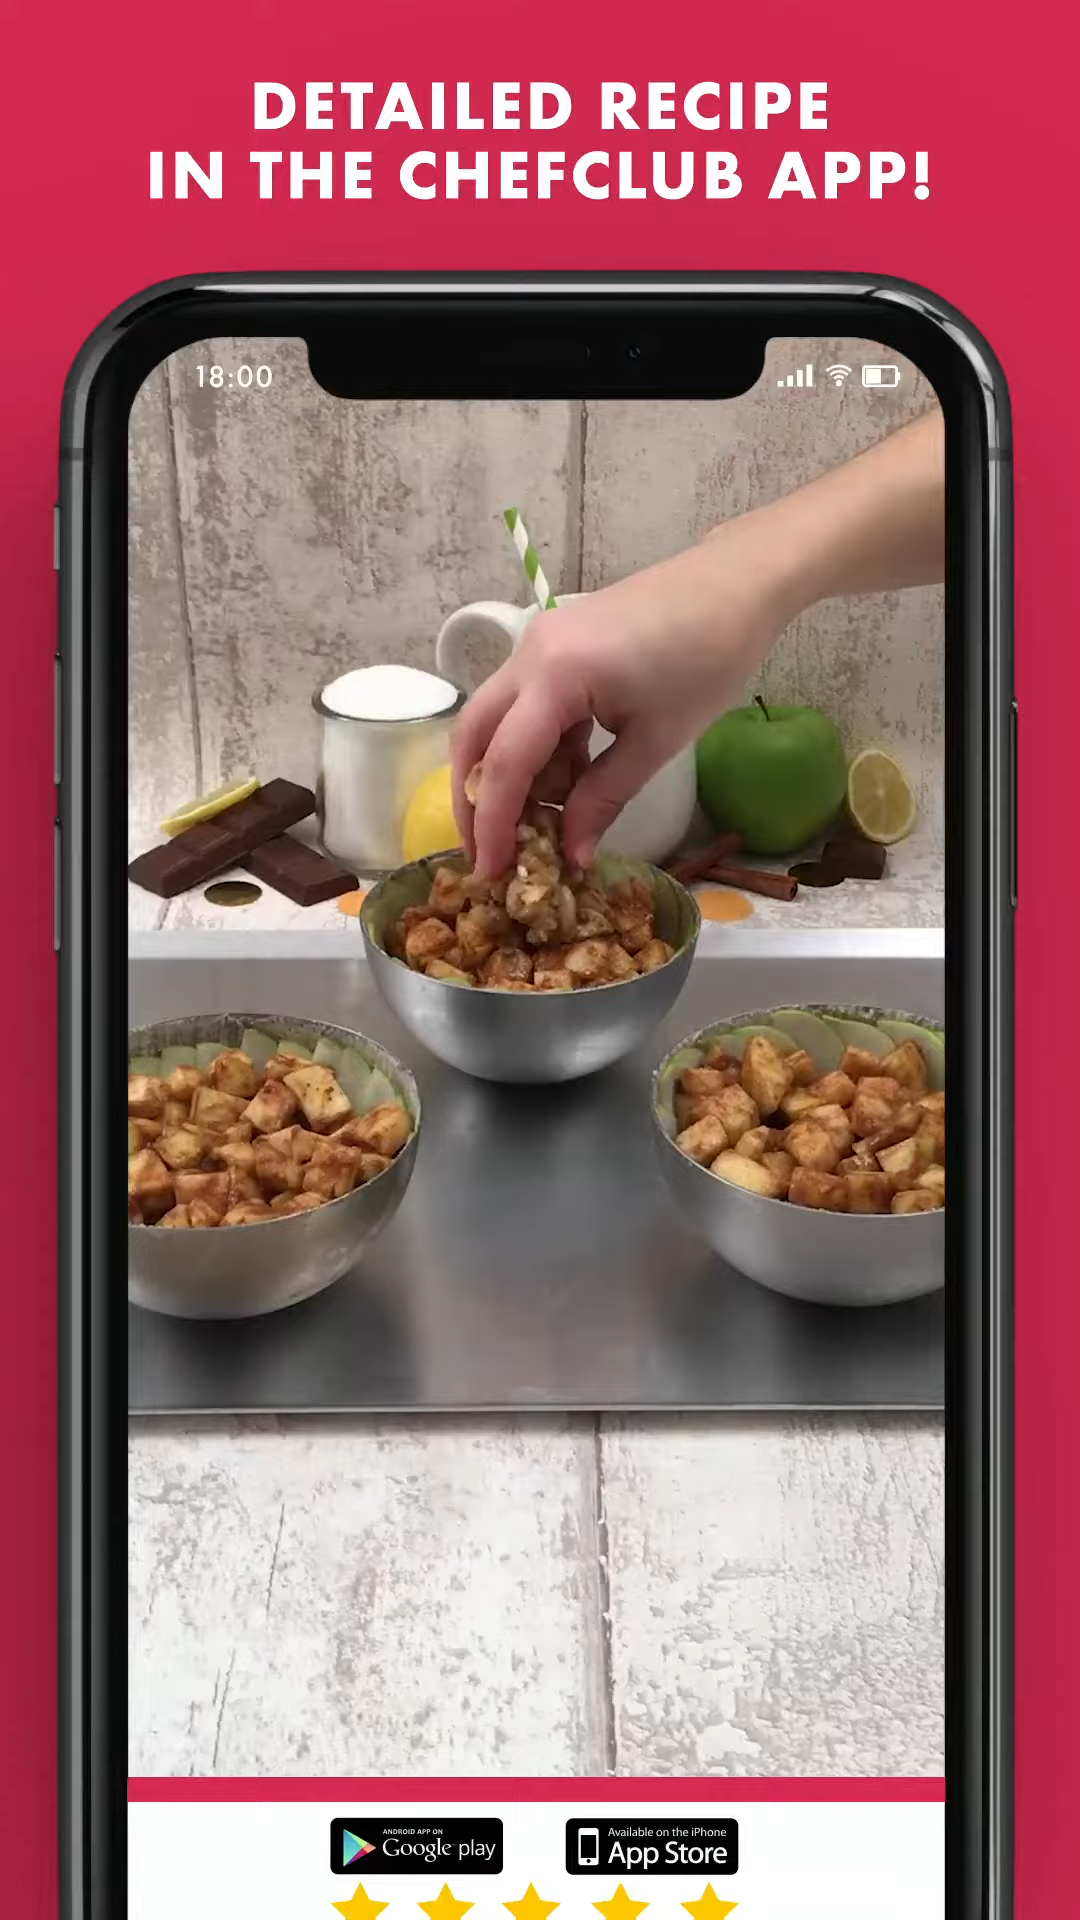 DETAILED RECIPE
IN THE CHEFCLUB APP!
18:00
ANDROID APP ON
Google play
Available on the iPhone
App Store